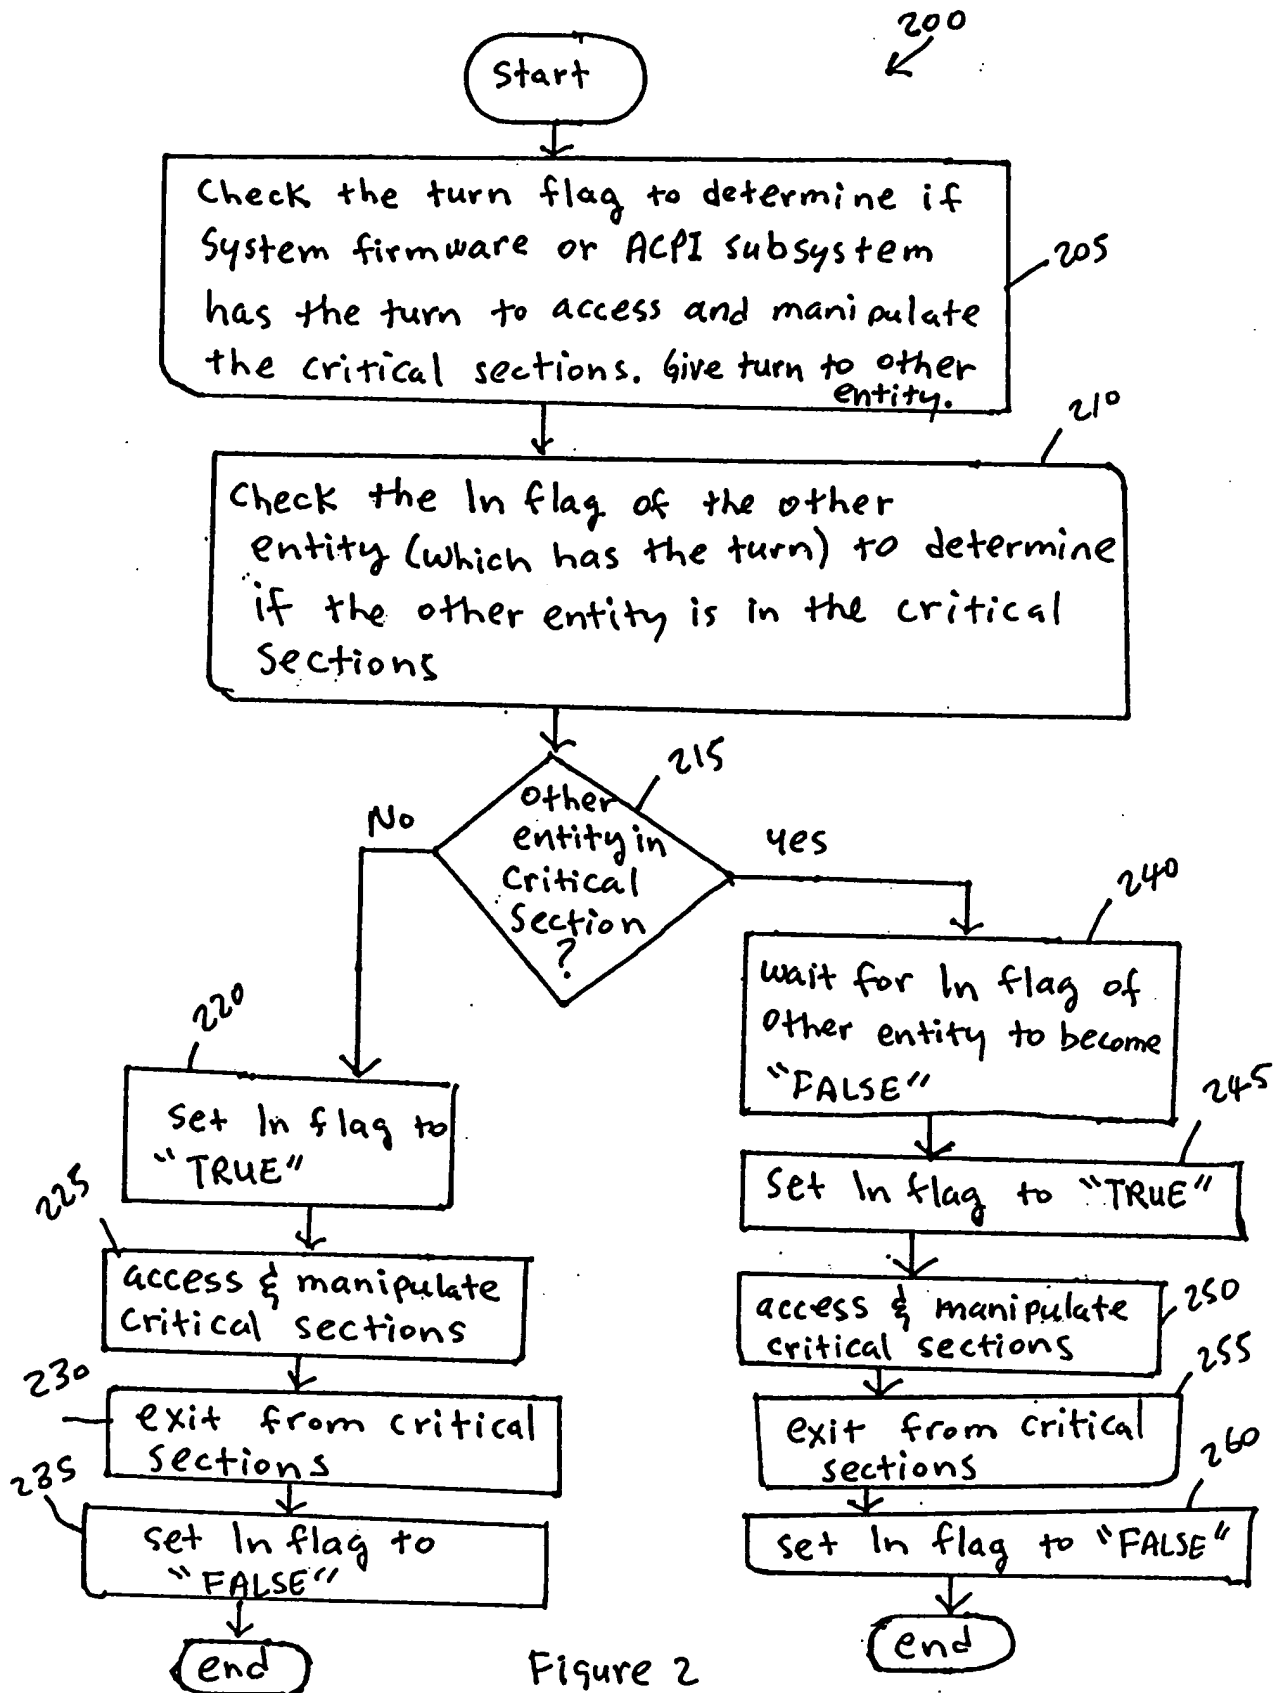 200
Start
Check the turn flag to determine if
System firmware or ACPI subsystem
has the turn to access and manipulate
the critical sections. Give turn to other
entity.
205
210
Check the In flag of the other
entity (which has the turn) to determine
if the other entity is in the critical
Sections
215
Other
entity in
Critical
Section
?
No
yes
240
wait for In flag of
other entity to become
"FALSE"
220
set In flag to
"TRUE"
245
set In flag to "TRUE"
225
access & manipulate
Critical sections
250
access & manipulate
critical sections
230
exit from critical
sections
255
exit from critical
sections
235
set In flag to
"FALSE"
260
set In flag to "FALSE"
end
end
Figure 2